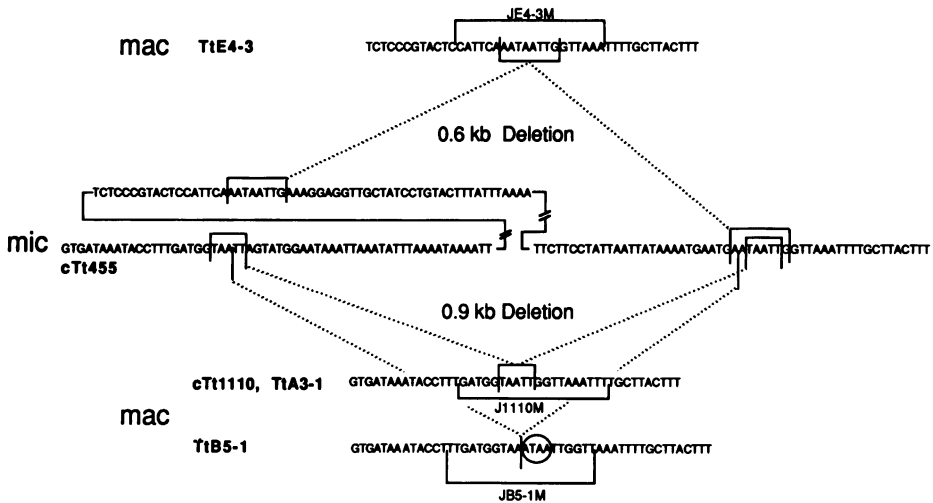 JE4-3M
mac TtE4-3 TCTCCCGTACTCCATTCAAATAATTGGTTAAATTTTGCTTACTTT
0.6 kb Deletion
TCTCCCGTACTCCATTCAAATAATTGAAAGGAGGTTGCTATCCTGTACTTTATTTAAAA
mic GTGATAAATACCTTTGATGGTAATTAGTATGGAATAAATTAAATATTTAAAATAAAATT TTCTTCCTATTAATTATAAAATGAATGAATAATTGGTTAAATTTTGCTTACTTT
cTt455
0.9 kb Deletion
cTt1110, TtA3-1 GTGATAAATACCTTTGATGGTAATTGGTTAAATTTTGCTTACTTT
J1110M
mac
TtB5-1 GTGATAAATACCTTTGATGGTAAATAATTGGTTAAATTTTGCTTACTTT
JB5-1M